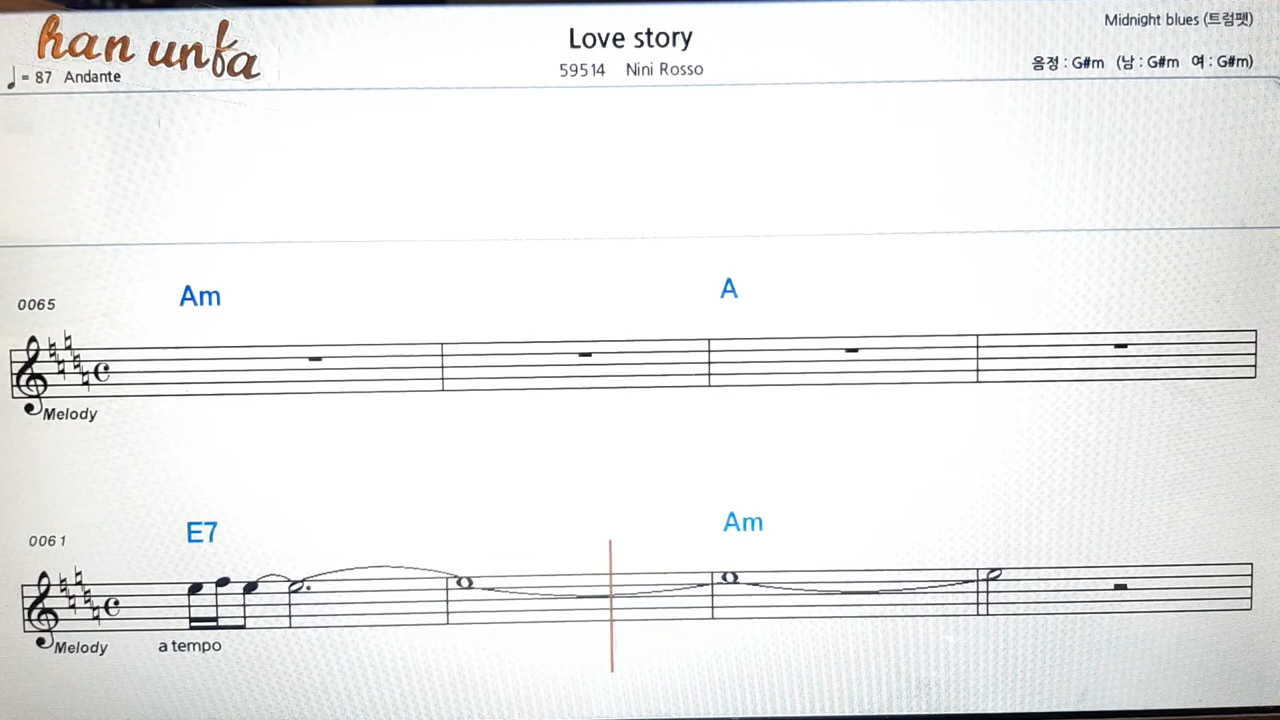 han unfa
Love story
Midnight blues (트럼펫)
= 87 Andante
59514 Nini Rosso
음정 : G#m (남 : G#m 여 : G#m)
0065
Am
A
Melody
0061
E7
Am
Melody
a tempo